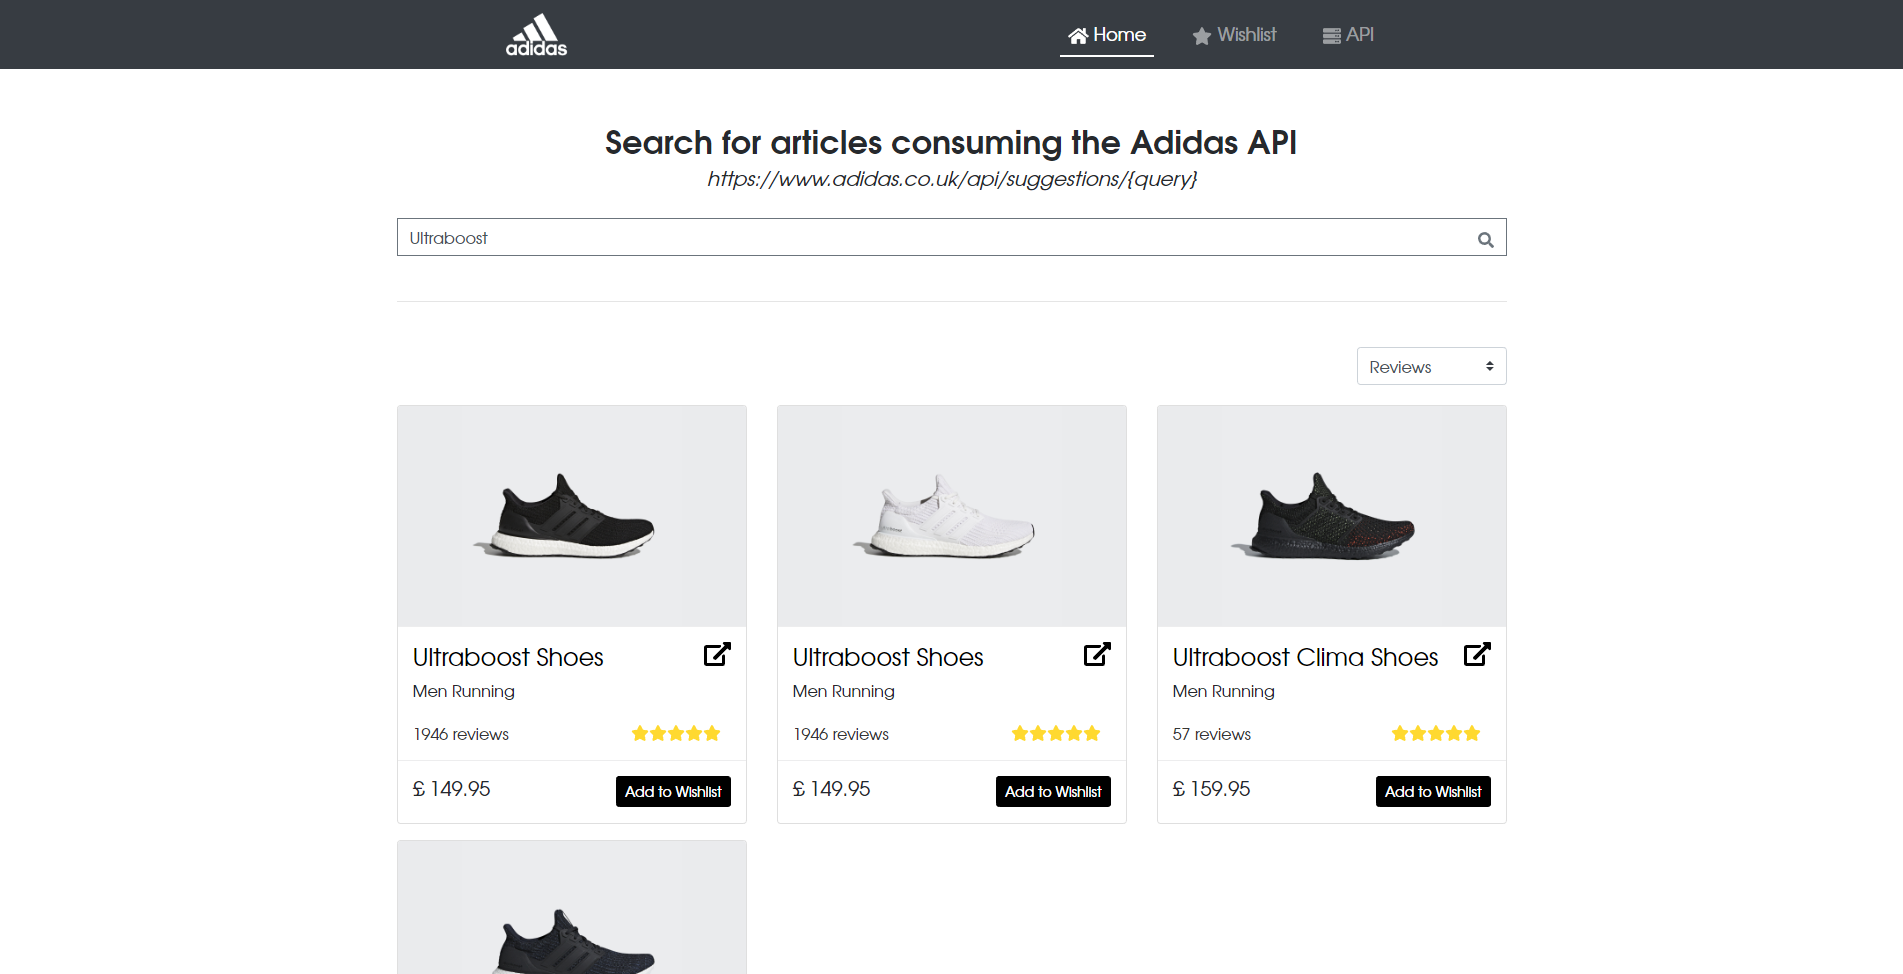 adidas
Home
Wishlist
API
Search for articles consuming the Adidas API
https://www.adidas.co.uk/api/suggestions/{query}
Ultraboost
Reviews
Ultraboost Shoes
Men Running
1946 reviews
£ 149.95
Add to Wishlist
Ultraboost Shoes
Men Running
1946 reviews
£ 149.95
Add to Wishlist
Ultraboost Clima Shoes
Men Running
57 reviews
£ 159.95
Add to Wishlist